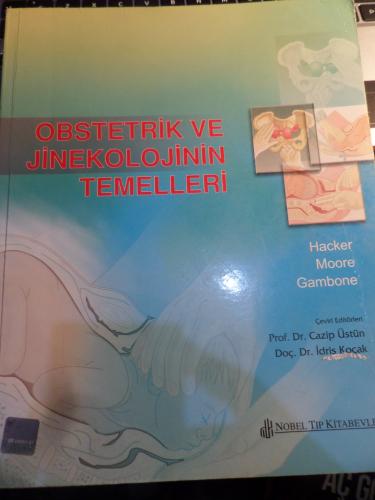 OBSTETRİK VE
JİNEKOLOJİNİN
TEMELLERİ
Hacker
Moore
Gambone
Çeviri Editörleri
Prof. Dr. Cazip Üstün
Doç. Dr. İdris Koçak
NOBEL TIP KİTABEVLE
AÇ G